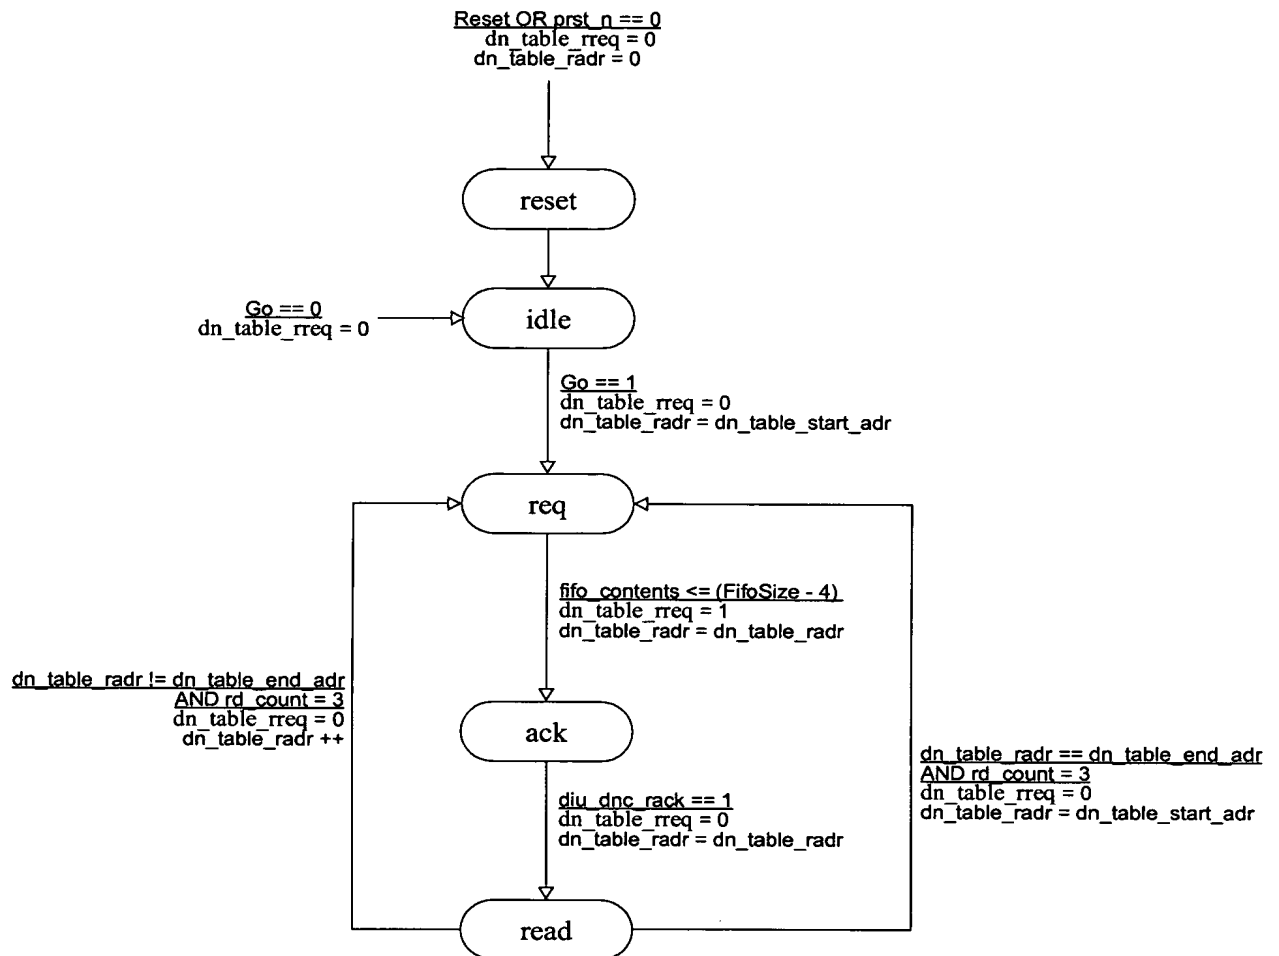 Reset OR prst_n == 0
dn_table_rreq = 0
dn_table_radr = 0
reset
Go == 0
dn_table_rreq = 0
idle
Go == 1
dn_table_rreq = 0
dn_table_radr = dn_table_start_adr
req
fifo_contents <= (FifoSize - 4)
dn_table_rreq = 1
dn_table_radr = dn_table_radr
dn_table_radr != dn_table_end_adr
AND rd_count = 3
dn_table_rreq = 0
dn_table_radr ++
ack
dn_table_radr == dn_table_end_adr
AND rd_count = 3
dn_table_rreq = 0
dn_table_radr = dn_table_start_adr
diu_dnc_rack == 1
dn_table_rreq = 0
dn_table_radr = dn_table_radr
read